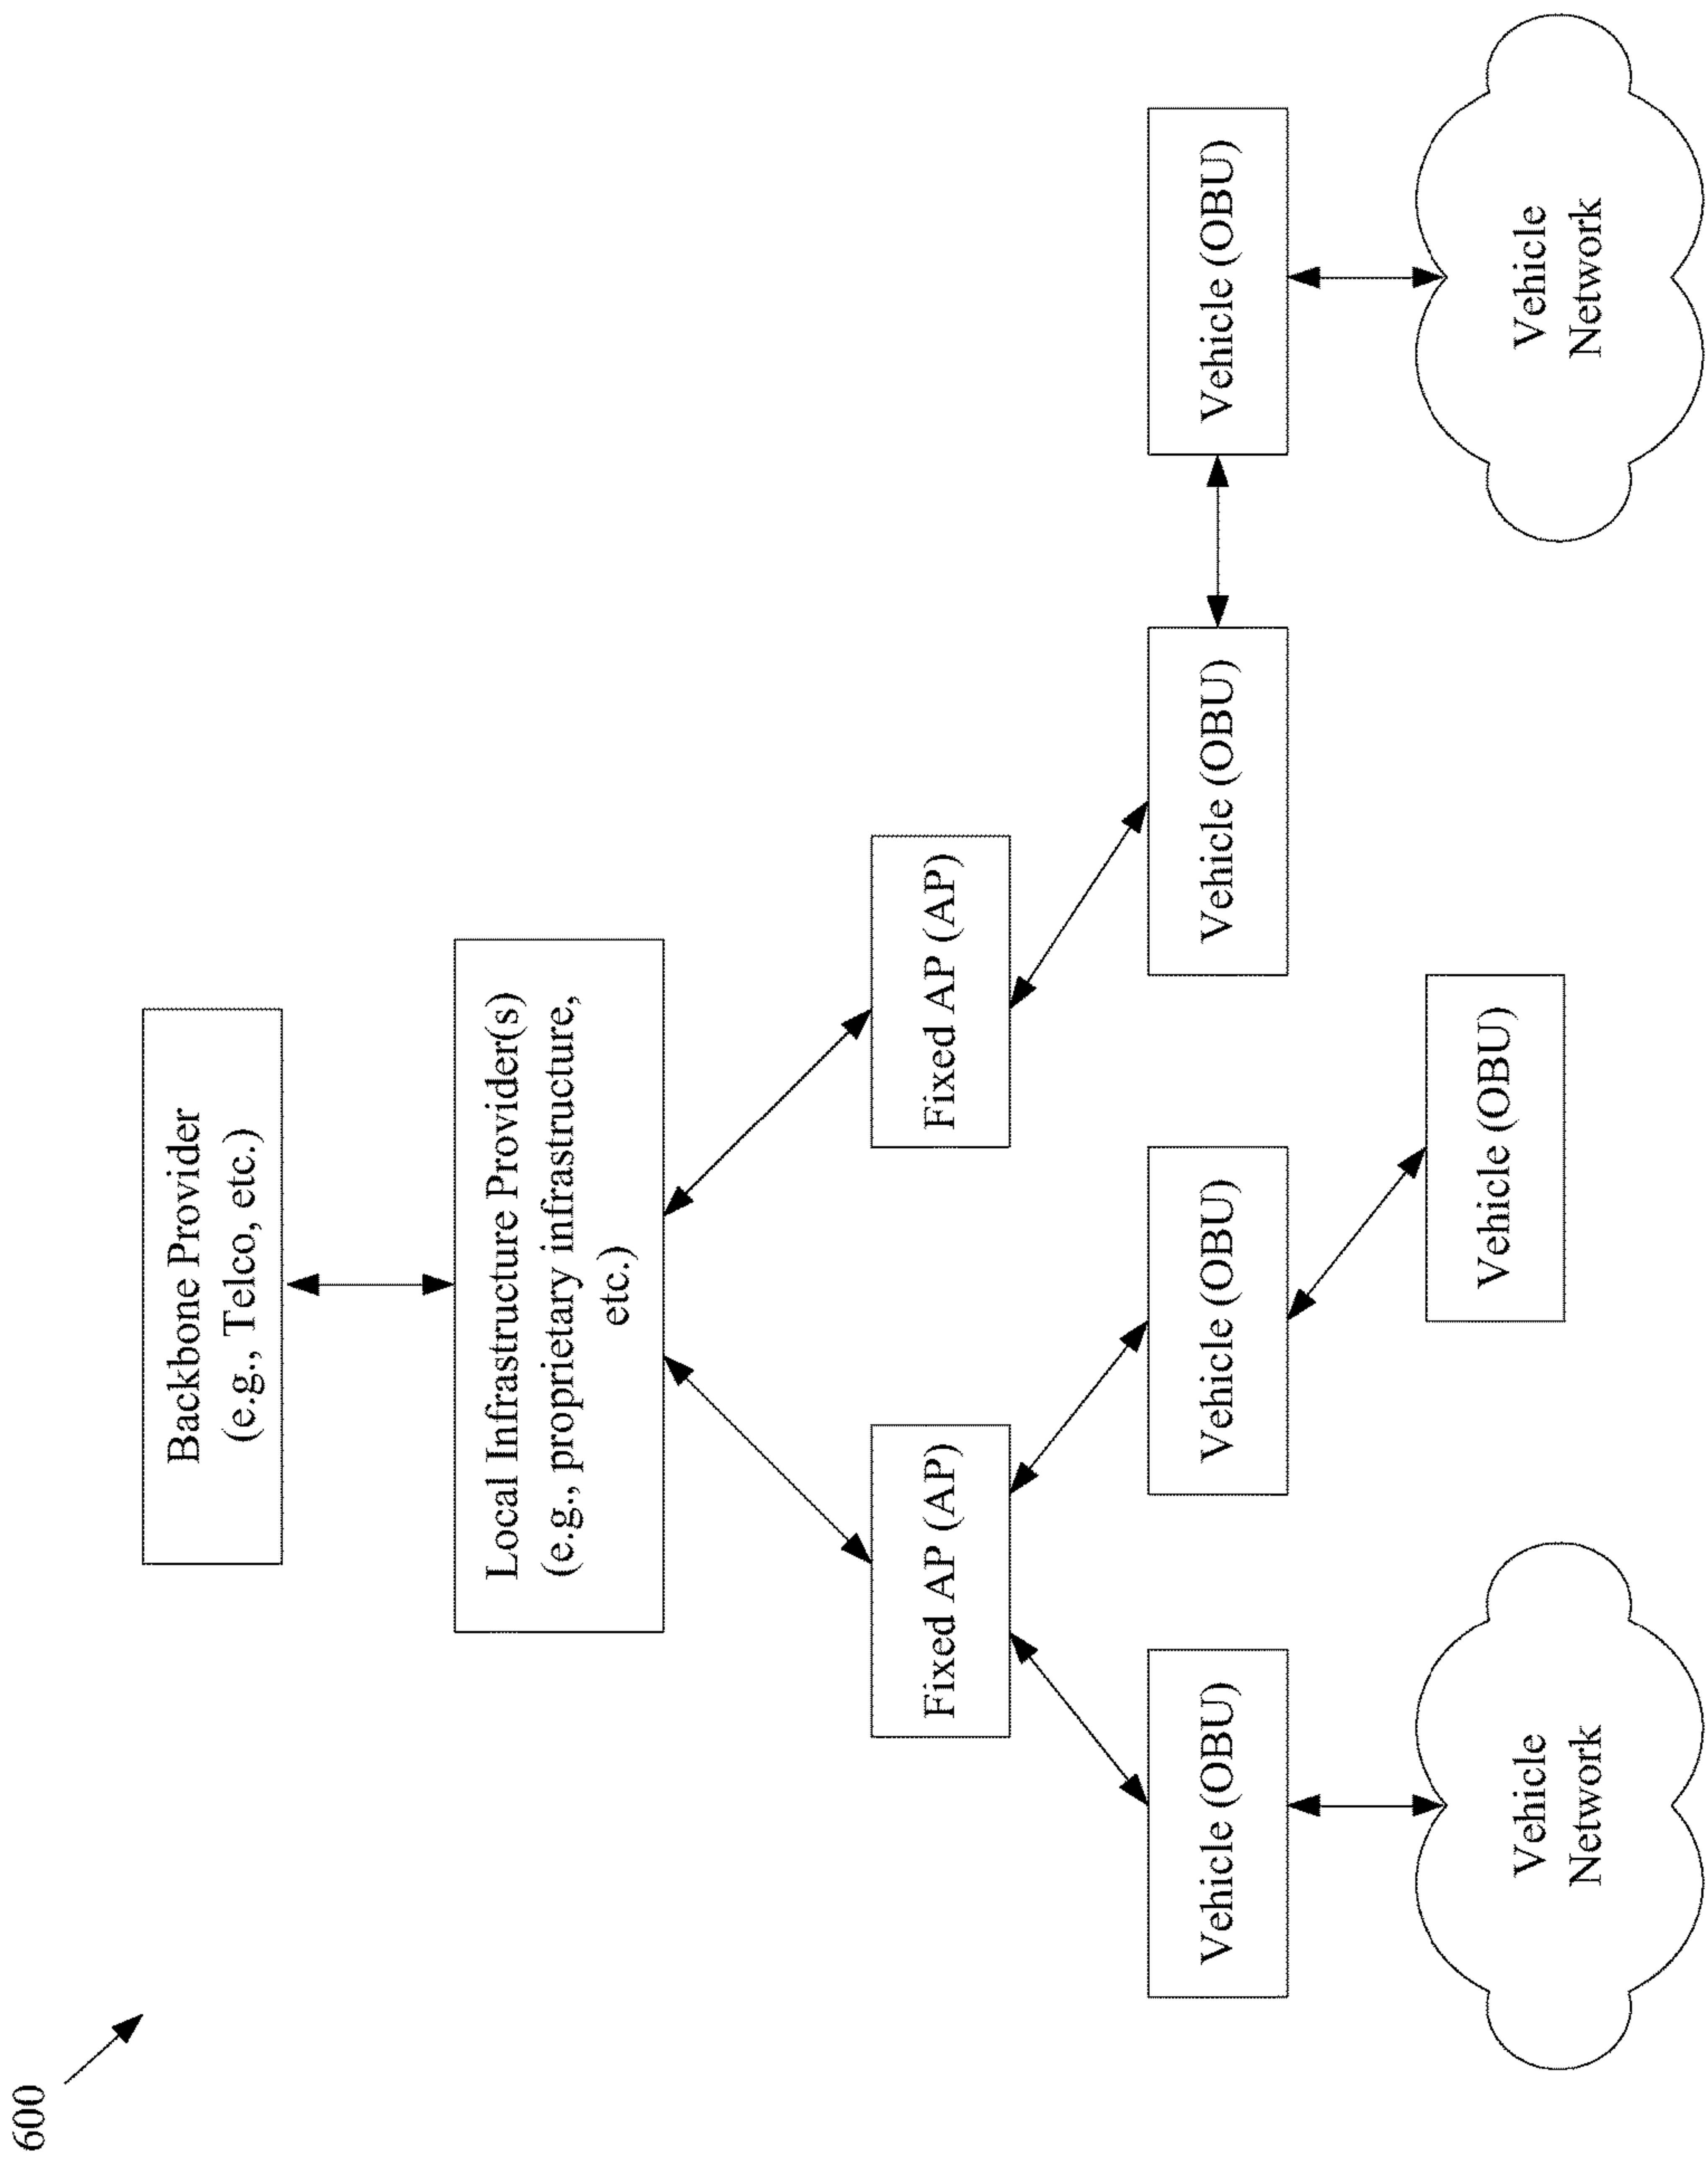 600
Backbone Provider
(e.g., Telco, etc.)
Local Infrastructure Provider(s)
(e.g., proprietary infrastructure,
etc.)
Fixed AP (AP)
Fixed AP (AP)
Vehicle (OBU)
Vehicle (OBU)
Vehicle (OBU)
Vehicle (OBU)
Vehicle (OBU)
Vehicle
Network
Vehicle
Network